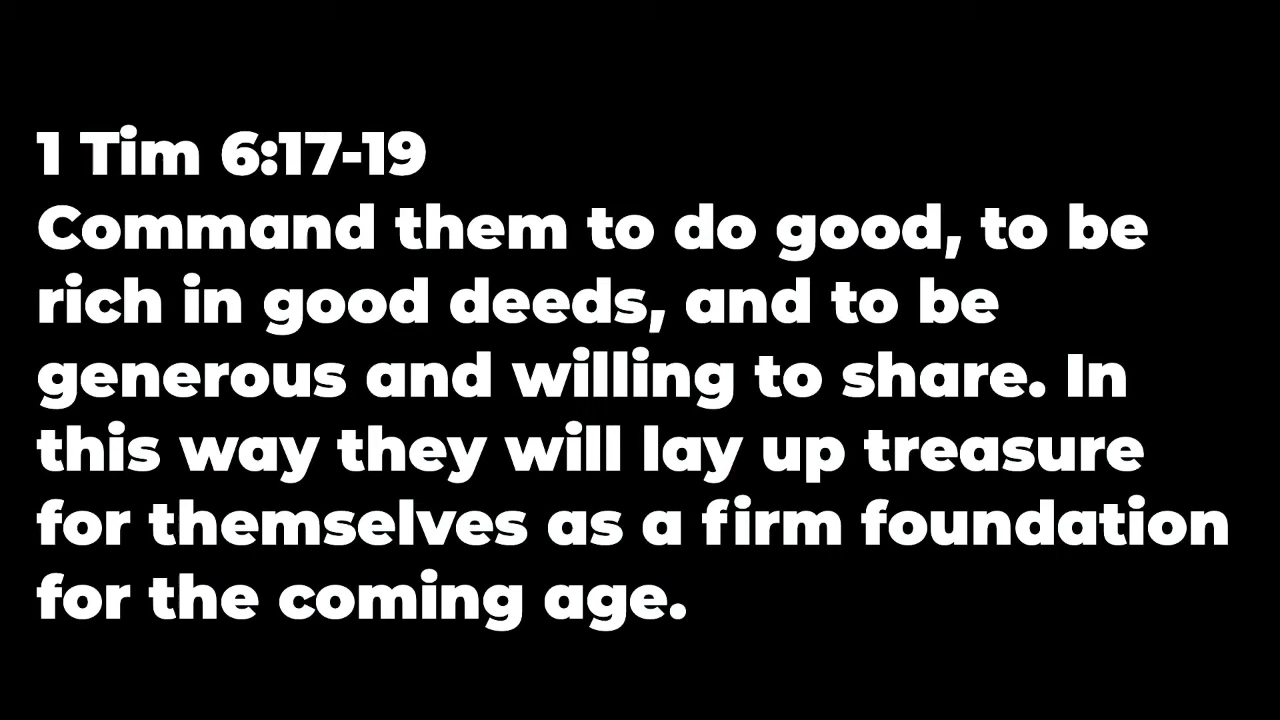 1 Tim 6:17-19
Command them to do good, to be
rich in good deeds, and to be
generous and willing to share. In
this way they will lay up treasure
for themselves as a firm foundation
for the coming age.